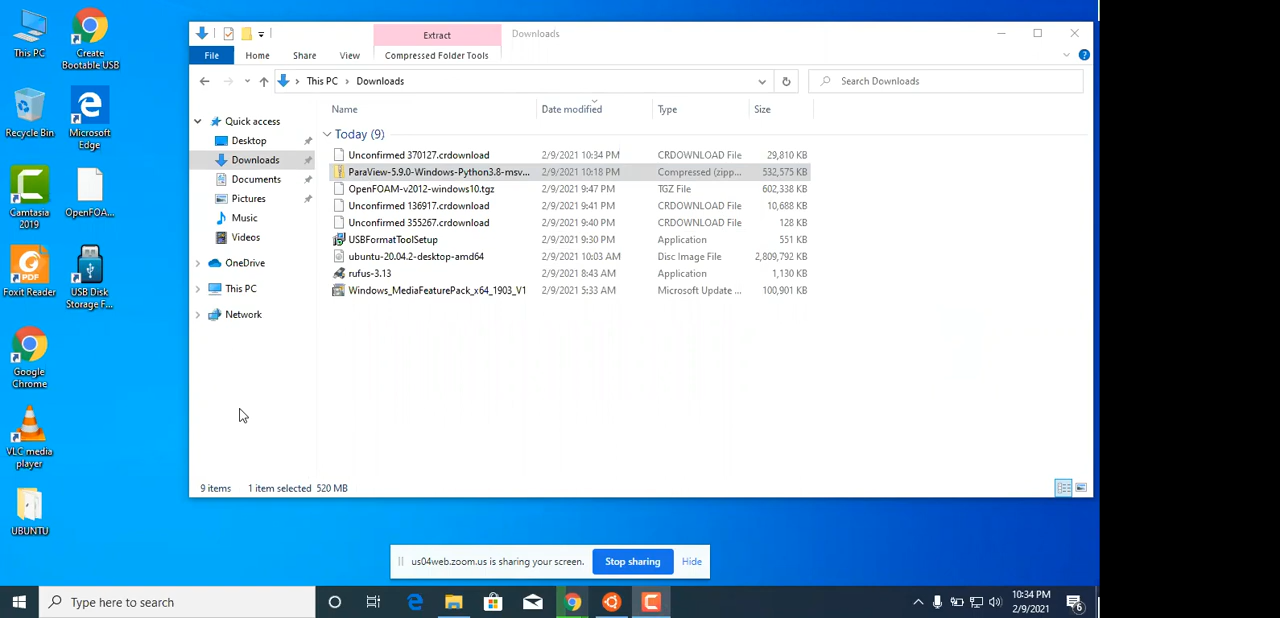 This PC
Create
Bootable USB
Recycle Bin
Microsoft
Edge
Camtasia
2019
OpenFOA...
Foxit Reader
USB Disk
Storage F...
Google
Chrome
VLC media
player
UBUNTU
Extract
Downloads
File
Home
Share
View
Compressed Folder Tools
This PC
Downloads
Search Downloads
Quick access
Desktop
Downloads
Documents
Pictures
Music
Videos
OneDrive
This PC
Network
Name
Date modified
Type
Size
Today (9)
Unconfirmed 370127.crdownload 2/9/2021 10:34 PM CRDOWNLOAD File 29,810 KB
ParaView-5.9.0-Windows-Python3.8-msv... 2/9/2021 10:18 PM Compressed (zipp... 532,575 KB
OpenFOAM-v2012-windows10.tgz 2/9/2021 9:47 PM TGZ File 602,338 KB
Unconfirmed 136917.crdownload 2/9/2021 9:41 PM CRDOWNLOAD File 10,688 KB
Unconfirmed 355267.crdownload 2/9/2021 9:40 PM CRDOWNLOAD File 128 KB
USBFormatToolSetup 2/9/2021 9:30 PM Application 551 KB
ubuntu-20.04.2-desktop-amd64 2/9/2021 10:03 AM Disc Image File 2,809,792 KB
rufus-3.13 2/9/2021 8:43 AM Application 1,130 KB
Windows_MediaFeaturePack_x64_1903_V1 2/9/2021 5:33 AM Microsoft Update ... 100,901 KB
9 items 1 item selected 520 MB
us04web.zoom.us is sharing your screen.
Stop sharing
Hide
Type here to search
10:34 PM
2/9/2021
6